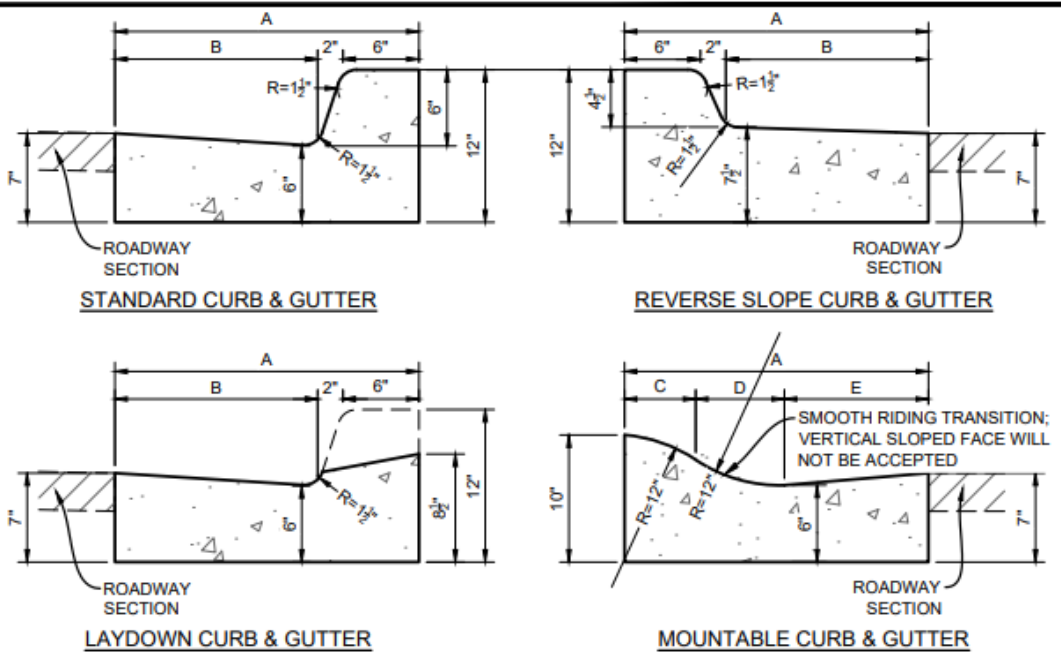 A
B
2"
6"
R=1½"
R=1½"
6"
12"
7"
6"
ROADWAY
SECTION
STANDARD CURB & GUTTER
A
6"
2"
B
R=1½"
R=1½"
4½"
12"
7½"
7"
ROADWAY
SECTION
REVERSE SLOPE CURB & GUTTER
A
B
2"
6"
R=1½"
7"
6"
8½"
12"
ROADWAY
SECTION
LAYDOWN CURB & GUTTER
A
C
D
E
SMOOTH RIDING TRANSITION;
VERTICAL SLOPED FACE WILL
NOT BE ACCEPTED
R=12"
R=12"
10"
6"
7"
ROADWAY
SECTION
MOUNTABLE CURB & GUTTER